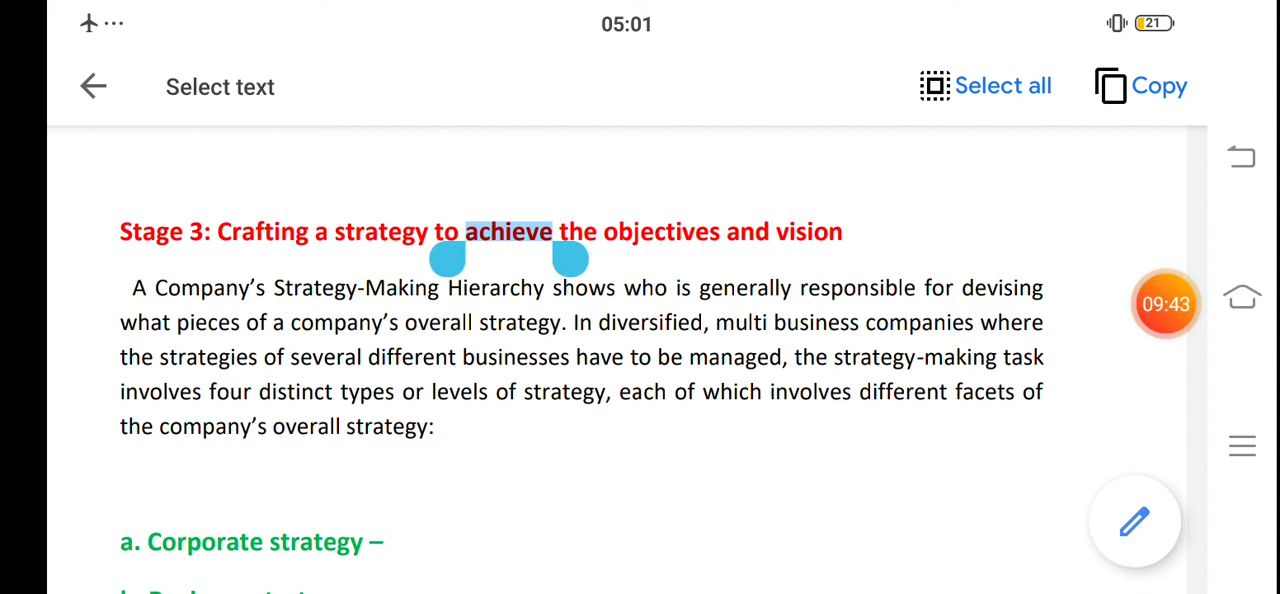 05:01
21
Select text
Select all
Copy
Stage 3: Crafting a strategy to achieve the objectives and vision
A Company’s Strategy-Making Hierarchy shows who is generally responsible for devising
what pieces of a company’s overall strategy. In diversified, multi business companies where
the strategies of several different businesses have to be managed, the strategy-making task
involves four distinct types or levels of strategy, each of which involves different facets of
the company’s overall strategy:
09:43
a. Corporate strategy –